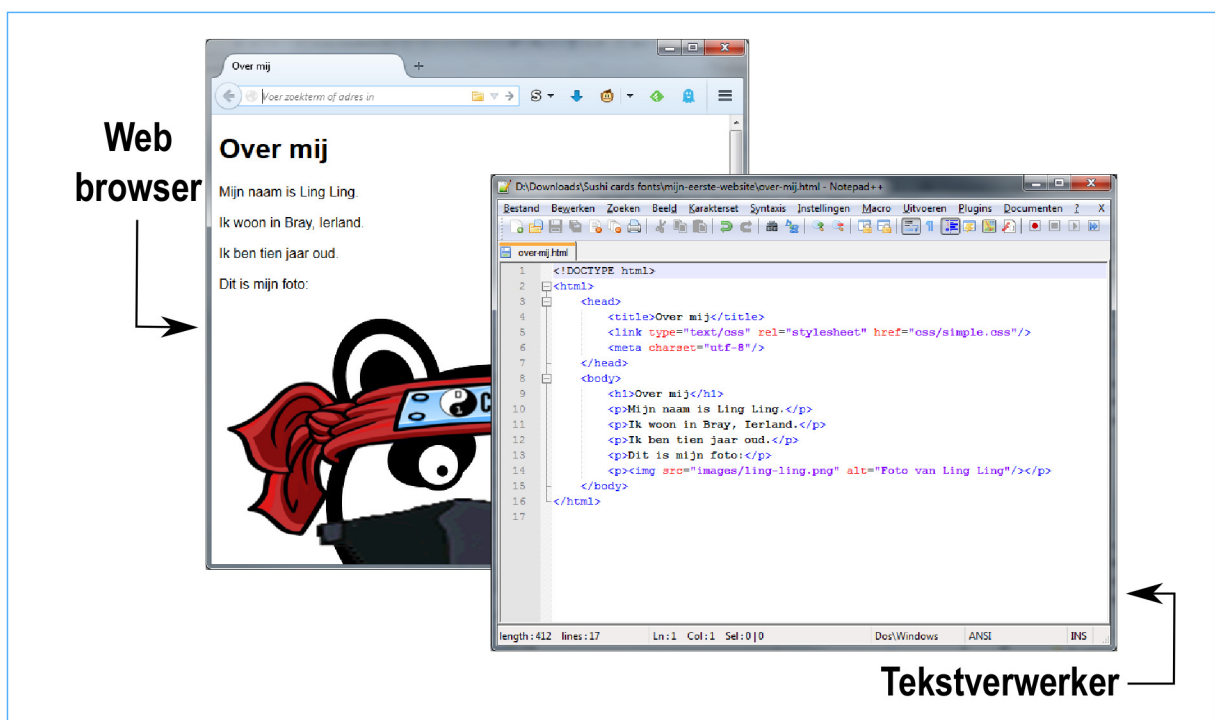 Web
browser
Over mij
Voer zoekterm of adres in
S
Over mij
Mijn naam is Ling Ling.
Ik woon in Bray, Ierland.
Ik ben tien jaar oud.
Dit is mijn foto:
D:\Downloads\Sushi cards fonts\mijn-eerste-website\over-mij.html - Notepad++
Bestand Bewerken Zoeken Beeld Karakterset Syntaxis Instellingen Macro Uitvoeren Plugins Documenten ? X
over-mij.html
1 <!DOCTYPE html>
2 <html>
3 <head>
4 <title>Over mij</title>
5 <link type="text/css" rel="stylesheet" href="css/simple.css"/>
6 <meta charset="utf-8"/>
7 </head>
8 <body>
9 <h1>Over mij</h1>
10 <p>Mijn naam is Ling Ling.</p>
11 <p>Ik woon in Bray, Ierland.</p>
12 <p>Ik ben tien jaar oud.</p>
13 <p>Dit is mijn foto:</p>
14 <p><img src="images/ling-ling.png" alt="Foto van Ling Ling"/></p>
15 </body>
16 </html>
17
length : 412 lines : 17 Ln : 1 Col : 1 Sel : 0 | 0 Dos\Windows ANSI INS
Tekstverwerker